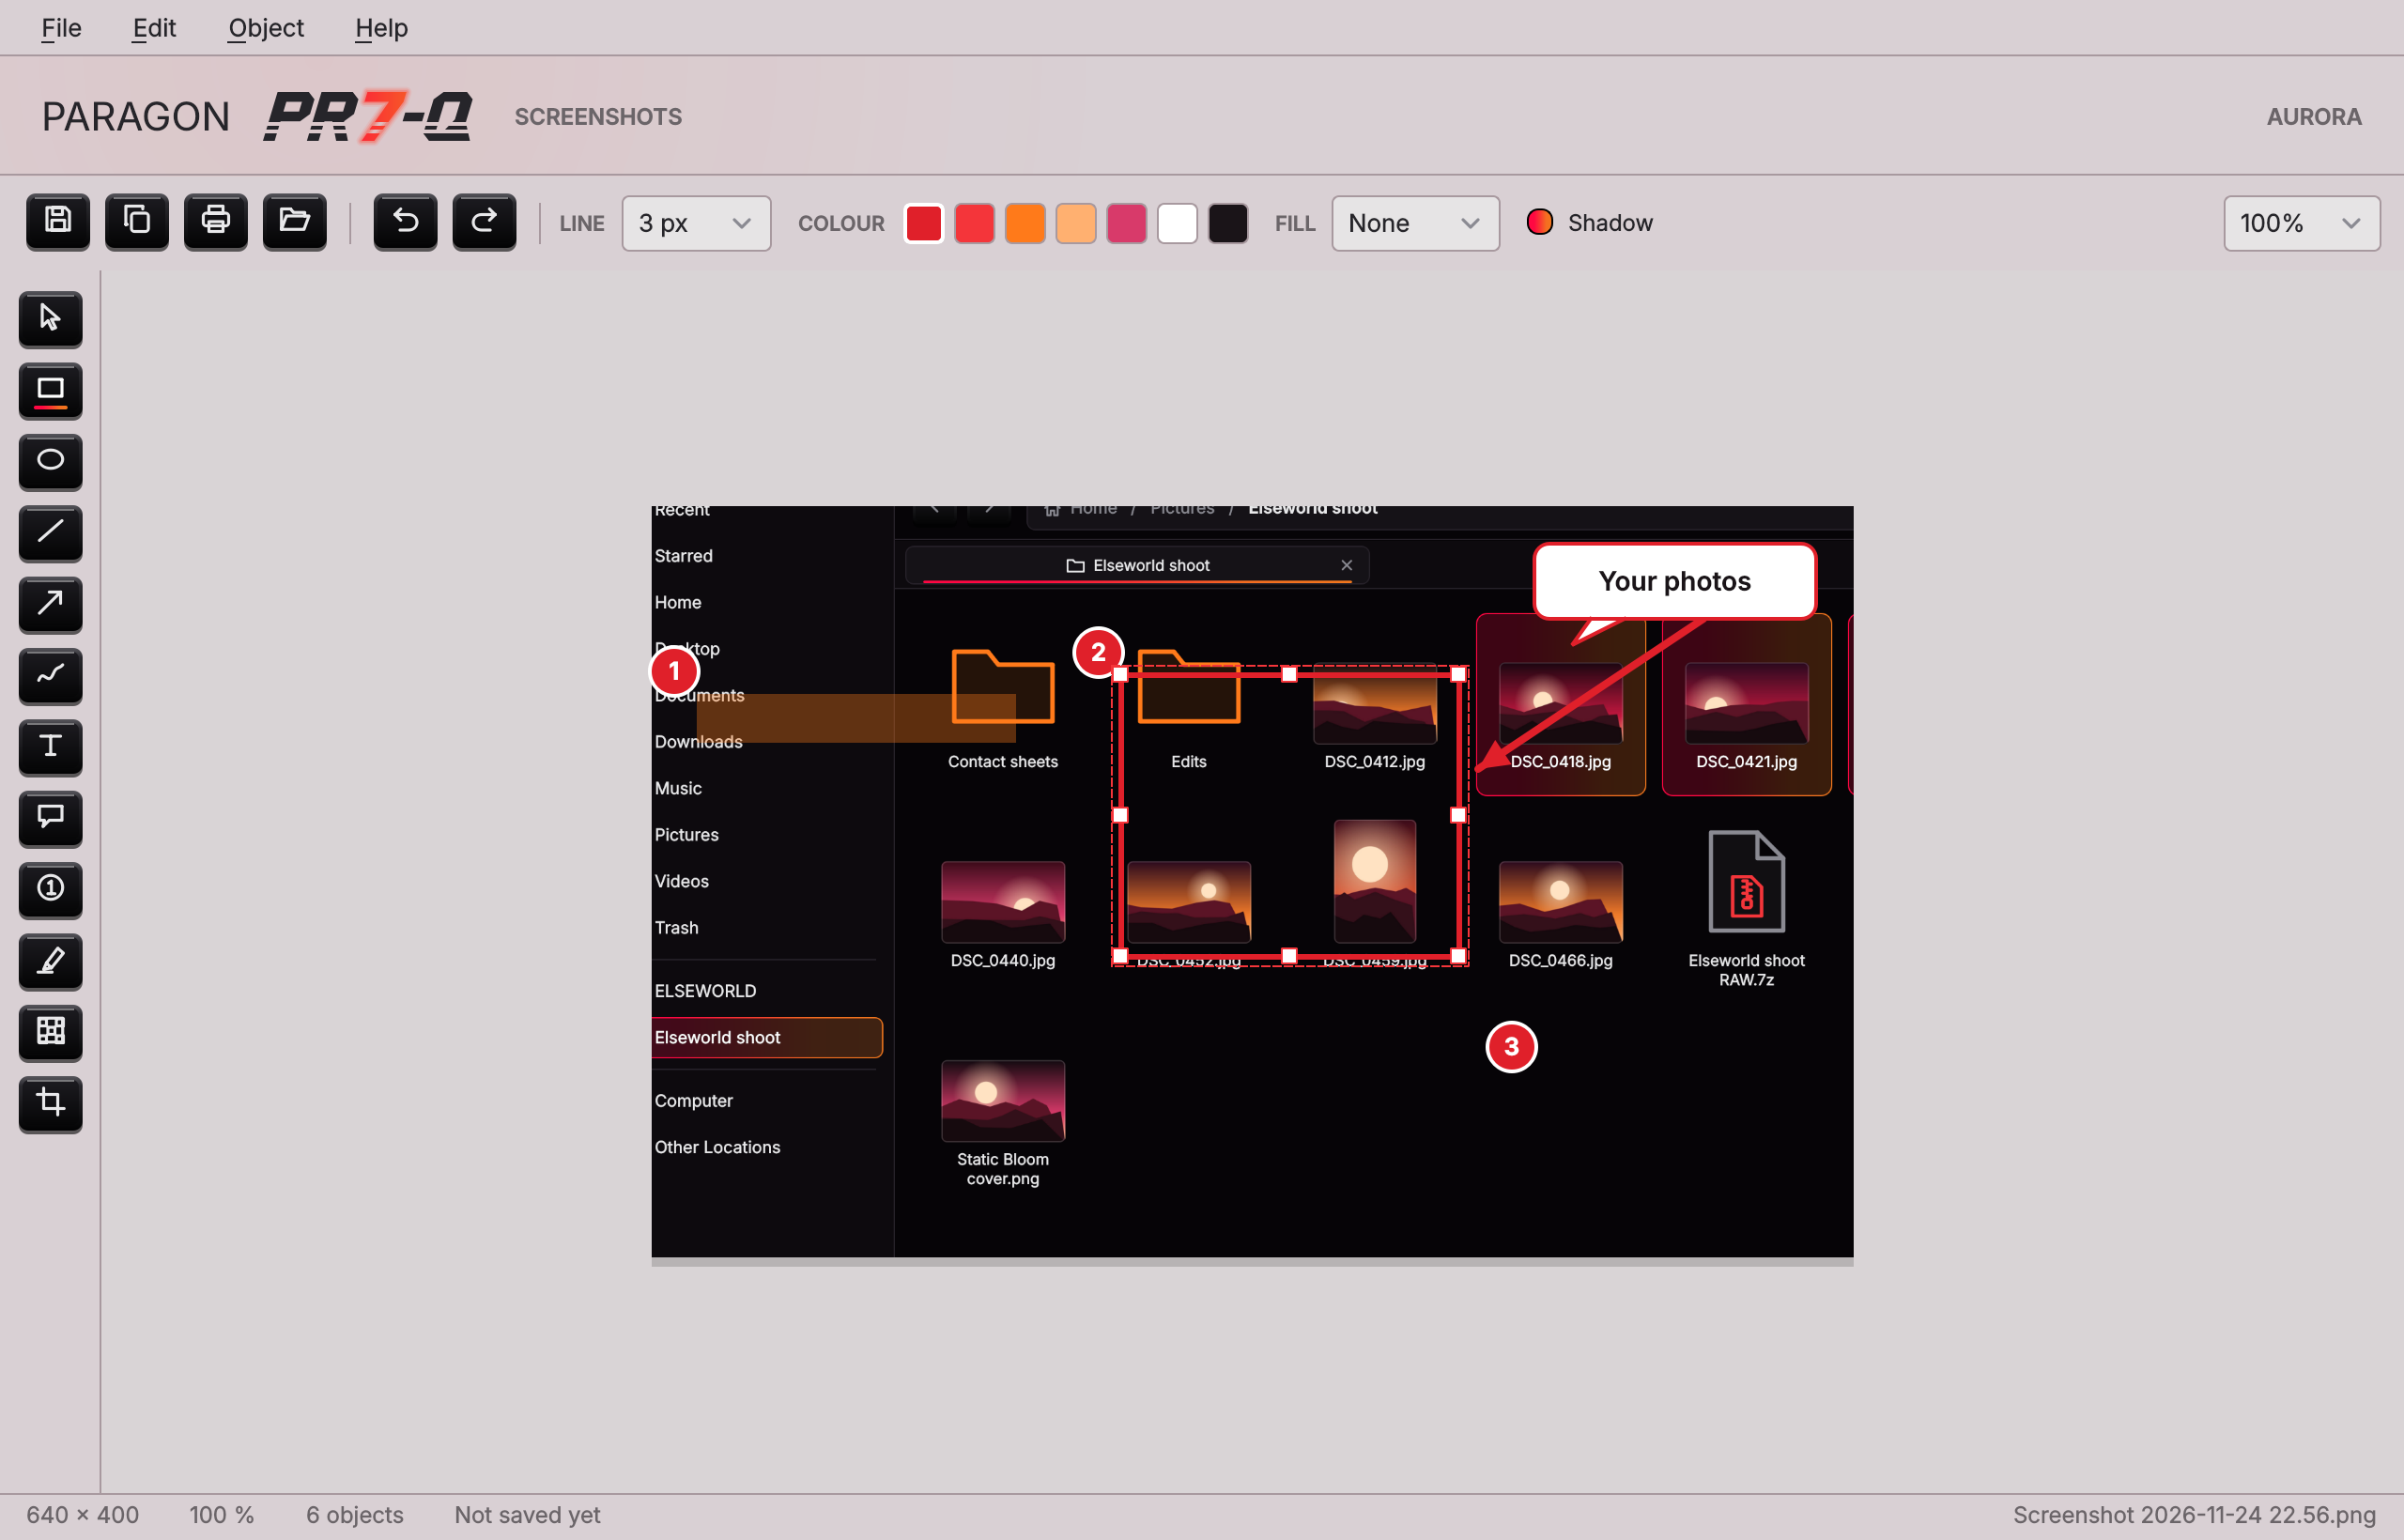 File Edit Object Help
PARAGON PR7-Q SCREENSHOTS AURORA
LINE 3 px COLOUR FILL None Shadow 100%
Recent
Home / Pictures / Elseworld shoot
Starred
Elseworld shoot
Home
Your photos
Desktop
1
2
Documents
Downloads
Contact sheets Edits DSC_0412.jpg DSC_0418.jpg DSC_0421.jpg
Music
Pictures
Videos
Trash
DSC_0440.jpg DSC_0452.jpg DSC_0459.jpg DSC_0466.jpg Elseworld shoot
RAW.7z
ELSEWORLD
Elseworld shoot
3
Computer
Other Locations
Static Bloom
cover.png
640 × 400 100 % 6 objects Not saved yet Screenshot 2026-11-24 22.56.png